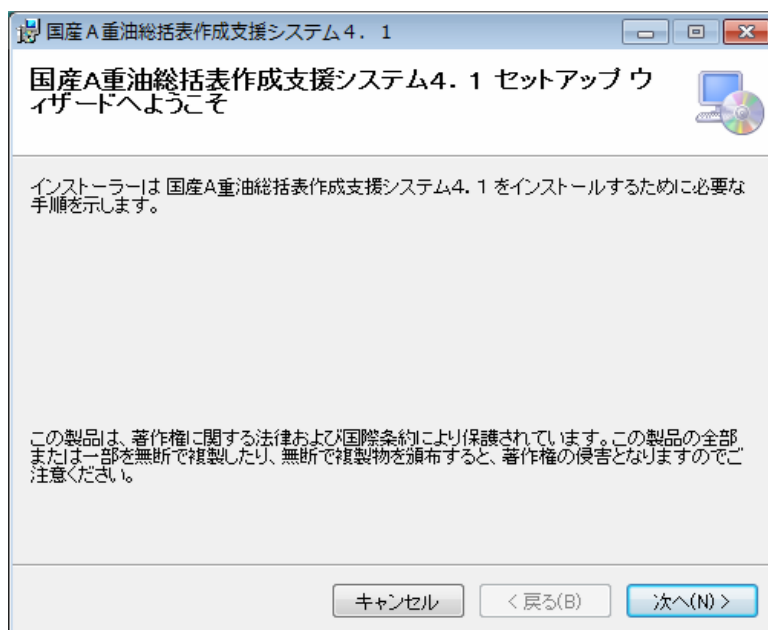 国産Ａ重油総括表作成支援システム４．１
国産A重油総括表作成支援システム4．1 セットアップ ウ
ィザードへようこそ
インストーラーは 国産A重油総括表作成支援システム4．1 をインストールするために必要な
手順を示します。
この製品は、著作権に関する法律および国際条約により保護されています。この製品の全部
または一部を無断で複製したり、無断で複製物を頒布すると、著作権の侵害となりますのでご
注意ください。
キャンセル
< 戻る(B)
次へ(N) >